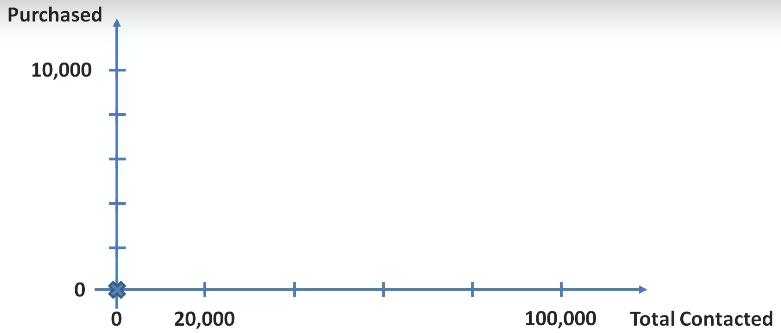 Purchased
10,000
0
0
20,000
100,000
Total Contacted